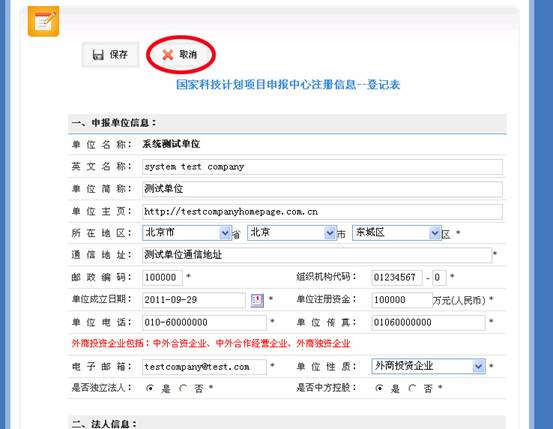 保存 取消
国家科技计划项目申报中心注册信息--登记表
一、申报单位信息：
单位名称： 系统测试单位
英文名称： system test company
单位简称： 测试单位
单位主页： http://testcompanyhomepage.com.cn
所在地区： 北京市 省 北京 市 东城区 区 *
通信地址： 测试单位通信地址 *
邮政编码： 100000 * 组织机构代码： 01234567 - 0 *
单位成立日期： 2011-09-29 * 单位注册资金： 100000 万元(人民币) *
单位电话： 010-60000000 * 单位传真： 01060000000 *
外商投资企业包括：中外合资企业、中外合作经营企业、外商独资企业
电子邮箱： testcompany@test.com * 单位性质： 外商投资企业 *
是否独立法人： 是 否 * 是否中方控股： 是 否 *
二、法人信息：